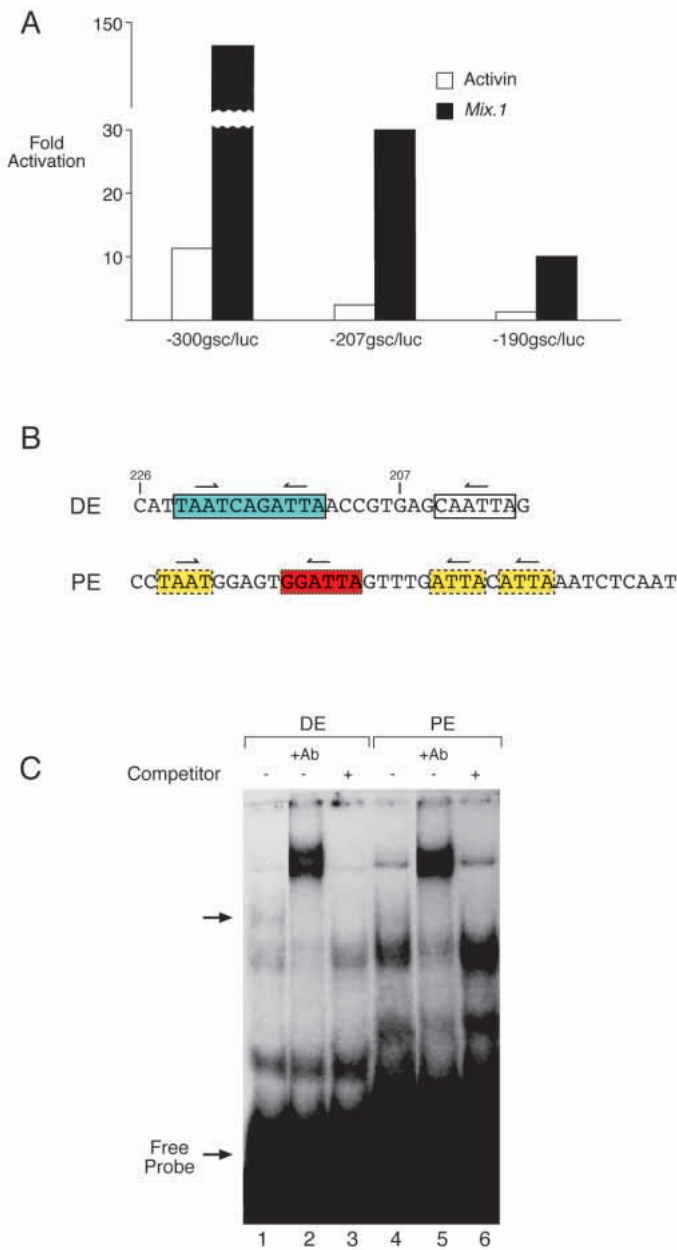 A
150
Activin
Mix.1
Fold
Activation
30
20
10
-300gsc/luc
-207gsc/luc
-190gsc/luc
B
226
207
DE
CATTAATCAGATTAACCGTGAGCAATTAG
PE
CCTAATGGAGTGGATTAGTTTGATTACATTAAATCTCAAT
C
DE
PE
+Ab
+Ab
Competitor
- - + - - +
Free
Probe
1 2 3 4 5 6